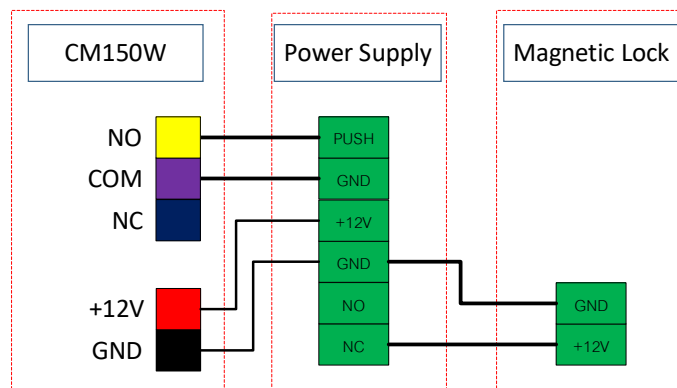 CM150W
Power Supply
Magnetic Lock
NO
COM
NC
+12V
GND
PUSH
GND
+12V
GND
NO
NC
GND
+12V